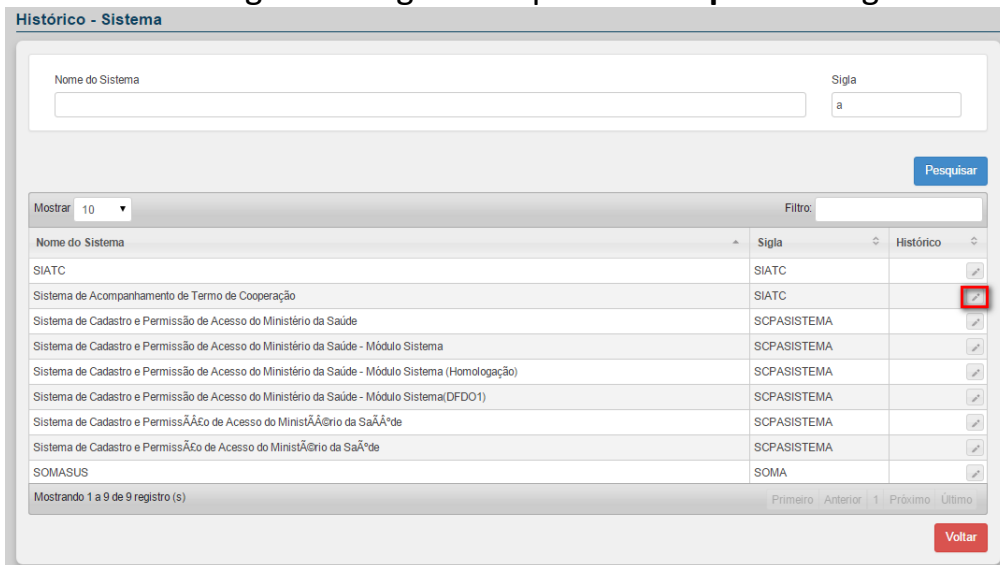 Histórico - Sistema
Nome do Sistema Sigla
a
Pesquisar
Mostrar 10 Filtro:
Nome do Sistema Sigla Histórico
SIATC SIATC
Sistema de Acompanhamento de Termo de Cooperação SIATC
Sistema de Cadastro e Permissão de Acesso do Ministério da Saúde SCPASISTEMA
Sistema de Cadastro e Permissão de Acesso do Ministério da Saúde - Módulo Sistema SCPASISTEMA
Sistema de Cadastro e Permissão de Acesso do Ministério da Saúde - Módulo Sistema (Homologação) SCPASISTEMA
Sistema de Cadastro e Permissão de Acesso do Ministério da Saúde - Módulo Sistema(DFDO1) SCPASISTEMA
Sistema de Cadastro e PermissÃÂ£o de Acesso do MinistÃÂ©rio da SaÃÂºde SCPASISTEMA
Sistema de Cadastro e PermissÃ£o de Acesso do MinistÃ©rio da SaÃºde SCPASISTEMA
SOMASUS SOMA
Mostrando 1 a 9 de 9 registro (s) Primeiro Anterior 1 Próximo Último
Voltar